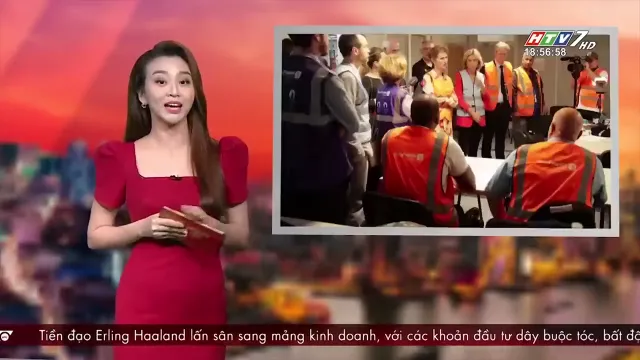 HTV7 HD
18:56:58
Tiền đạo Erling Haaland lấn sân sang mảng kinh doanh, với các khoản đầu tư dây buộc tóc, bất đ